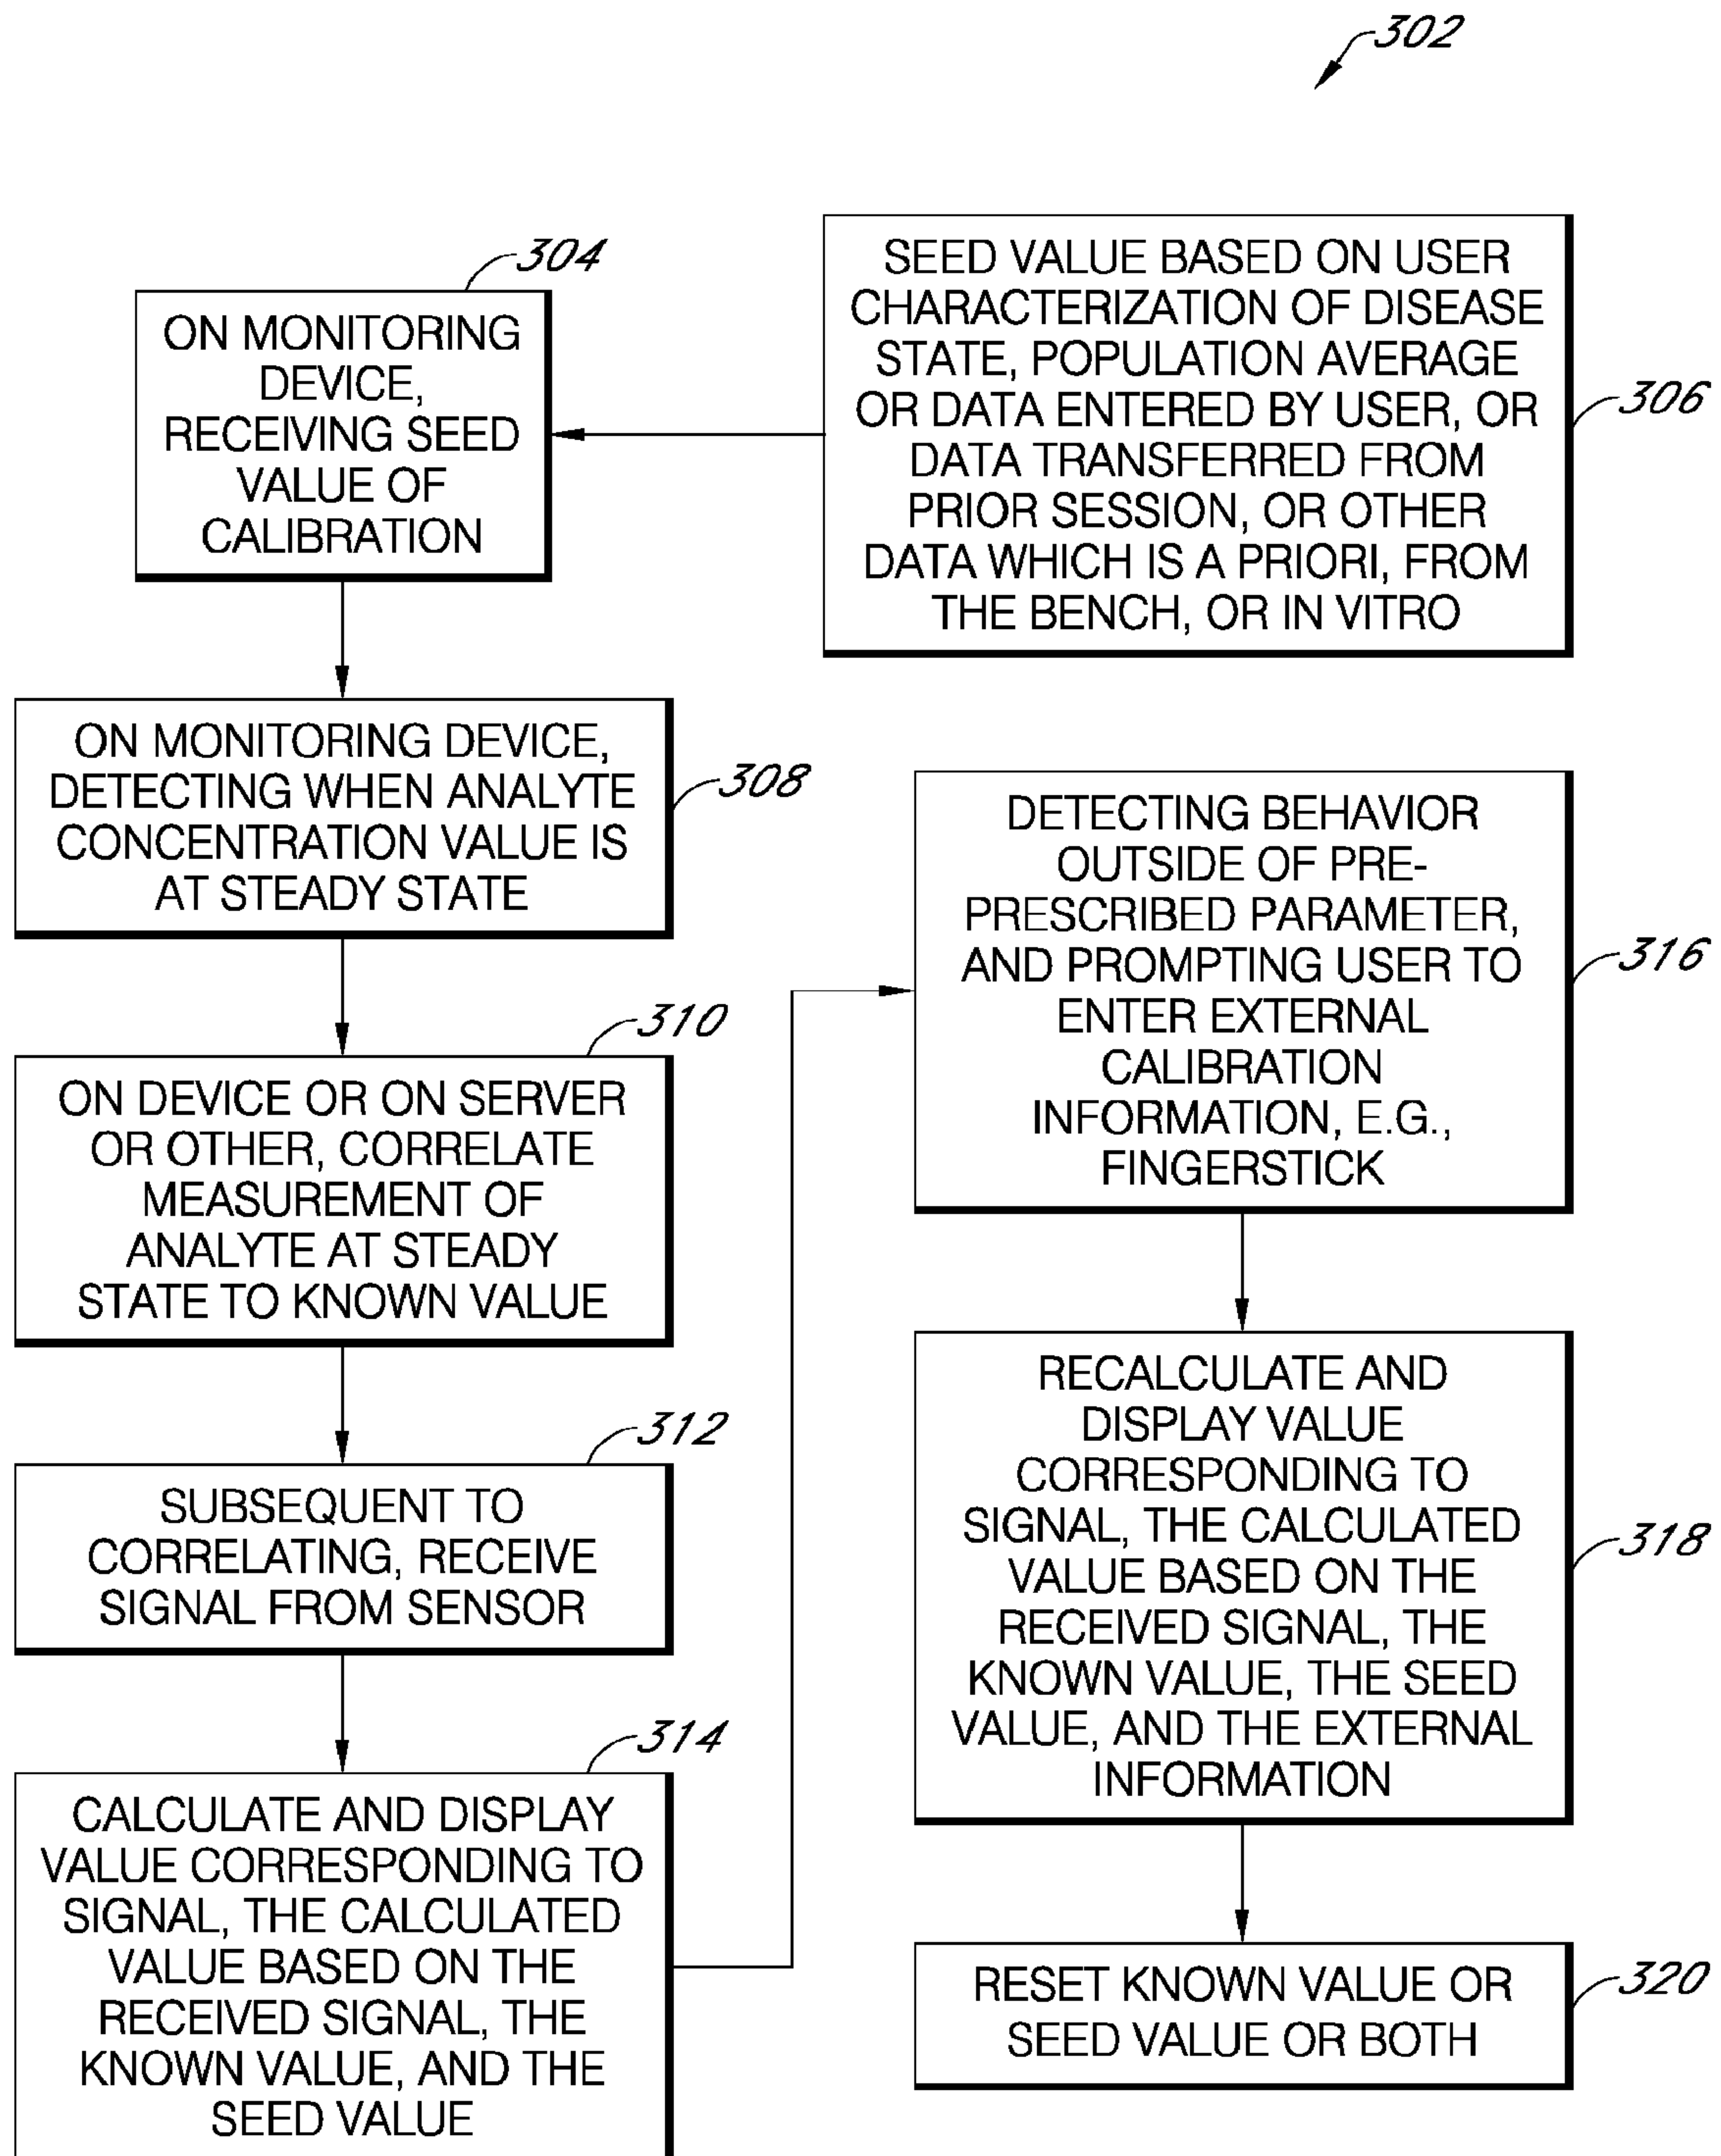 302
304
ON MONITORING
DEVICE,
RECEIVING SEED
VALUE OF
CALIBRATION
SEED VALUE BASED ON USER
CHARACTERIZATION OF DISEASE
STATE, POPULATION AVERAGE
OR DATA ENTERED BY USER, OR
DATA TRANSFERRED FROM
PRIOR SESSION, OR OTHER
DATA WHICH IS A PRIORI, FROM
THE BENCH, OR IN VITRO
306
ON MONITORING DEVICE,
DETECTING WHEN ANALYTE
CONCENTRATION VALUE IS
AT STEADY STATE
308
310
ON DEVICE OR ON SERVER
OR OTHER, CORRELATE
MEASUREMENT OF
ANALYTE AT STEADY
STATE TO KNOWN VALUE
312
SUBSEQUENT TO
CORRELATING, RECEIVE
SIGNAL FROM SENSOR
314
CALCULATE AND DISPLAY
VALUE CORRESPONDING TO
SIGNAL, THE CALCULATED
VALUE BASED ON THE
RECEIVED SIGNAL, THE
KNOWN VALUE, AND THE
SEED VALUE
DETECTING BEHAVIOR
OUTSIDE OF PRE-
PRESCRIBED PARAMETER,
AND PROMPTING USER TO
ENTER EXTERNAL
CALIBRATION
INFORMATION, E.G.,
FINGERSTICK
316
RECALCULATE AND
DISPLAY VALUE
CORRESPONDING TO
SIGNAL, THE CALCULATED
VALUE BASED ON THE
RECEIVED SIGNAL, THE
KNOWN VALUE, THE SEED
VALUE, AND THE EXTERNAL
INFORMATION
318
RESET KNOWN VALUE OR
SEED VALUE OR BOTH
320